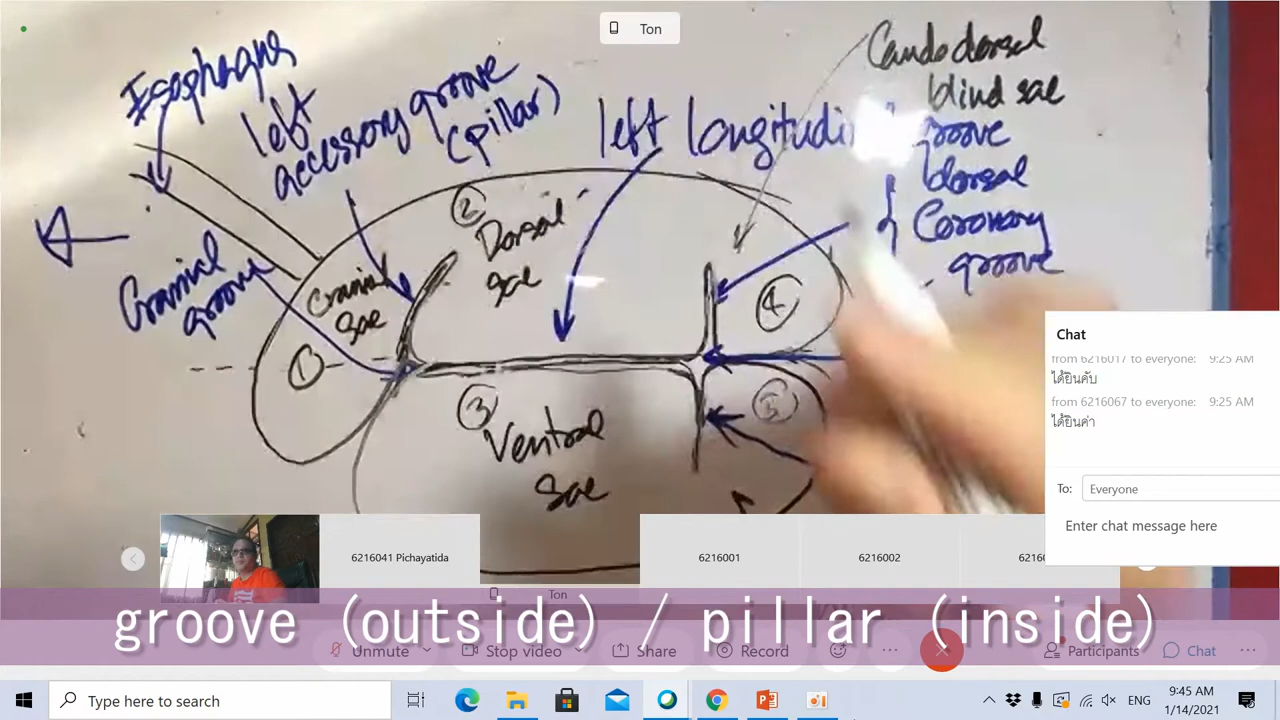 Ton
Esophagus
left
accessory groove
(pillar)
left longitudi
groove
Caudodorsal
blind sac
dorsal
Coronary
groove
Cranial
groove
Cranial
sac
①
②
Dorsal
sac
④
③
Ventral
sac
⑤
Chat
from 6216017 to everyone: 9:25 AM
ได้ยินคับ
from 6216067 to everyone: 9:25 AM
ได้ยินค่า
To: Everyone
Enter chat message here
6216041 Pichayatida
6216001
6216002
Ton
groove (outside) / pillar (inside)
Unmute
Stop video
Share
Record
Participants
Chat
Type here to search
ENG
9:45 AM
1/14/2021